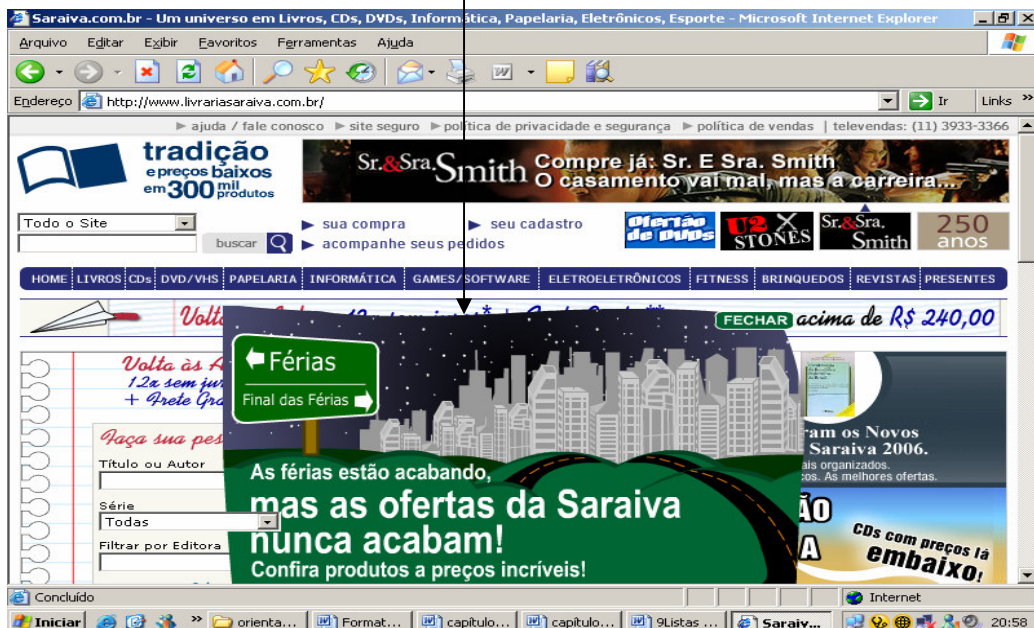 Saraiva.com.br - Um universo em Livros, CDs, DVDs, Informática, Papelaria, Eletrônicos, Esporte - Microsoft Internet Explorer
Arquivo Editar Exibir Favoritos Ferramentas Ajuda
Endereço http://www.livrariasaraiva.com.br/ Ir Links »
ajuda / fale conosco site seguro política de privacidade e segurança política de vendas | televendas: (11) 3933-3366
tradição
e preços baixos
em 300 mil
produtos
Sr.&Sra. Smith Compre já: Sr. E Sra. Smith
O casamento vai mal, mas a carreira...
Todo o Site
buscar
sua compra seu cadastro
acompanhe seus pedidos
Ofertão
de DVDs
U2 X
STONES
Sr.&Sra.
Smith
250
anos
HOME LIVROS CDs DVD/VHS PAPELARIA INFORMÁTICA GAMES/SOFTWARE ELETROELETRÔNICOS FITNESS BRINQUEDOS REVISTAS PRESENTES
FECHAR acima de R$ 240,00
Volta às A
12x sem jur
+ Frete Gra
Férias
Final das Férias
Faça sua pes
Título ou Autor
Série
Todas
Filtrar por Editora
As férias estão acabando,
mas as ofertas da Saraiva
nunca acabam!
Confira produtos a preços incríveis!
ram os Novos
Saraiva 2006.
ais organizados.
cos. As melhores ofertas.
ÃO
A
CDs com preços lá
embaixo!
Concluído Internet
Iniciar » orienta... Format... capítulo... capítulo... 9Listas ... Saraiv... 20:58